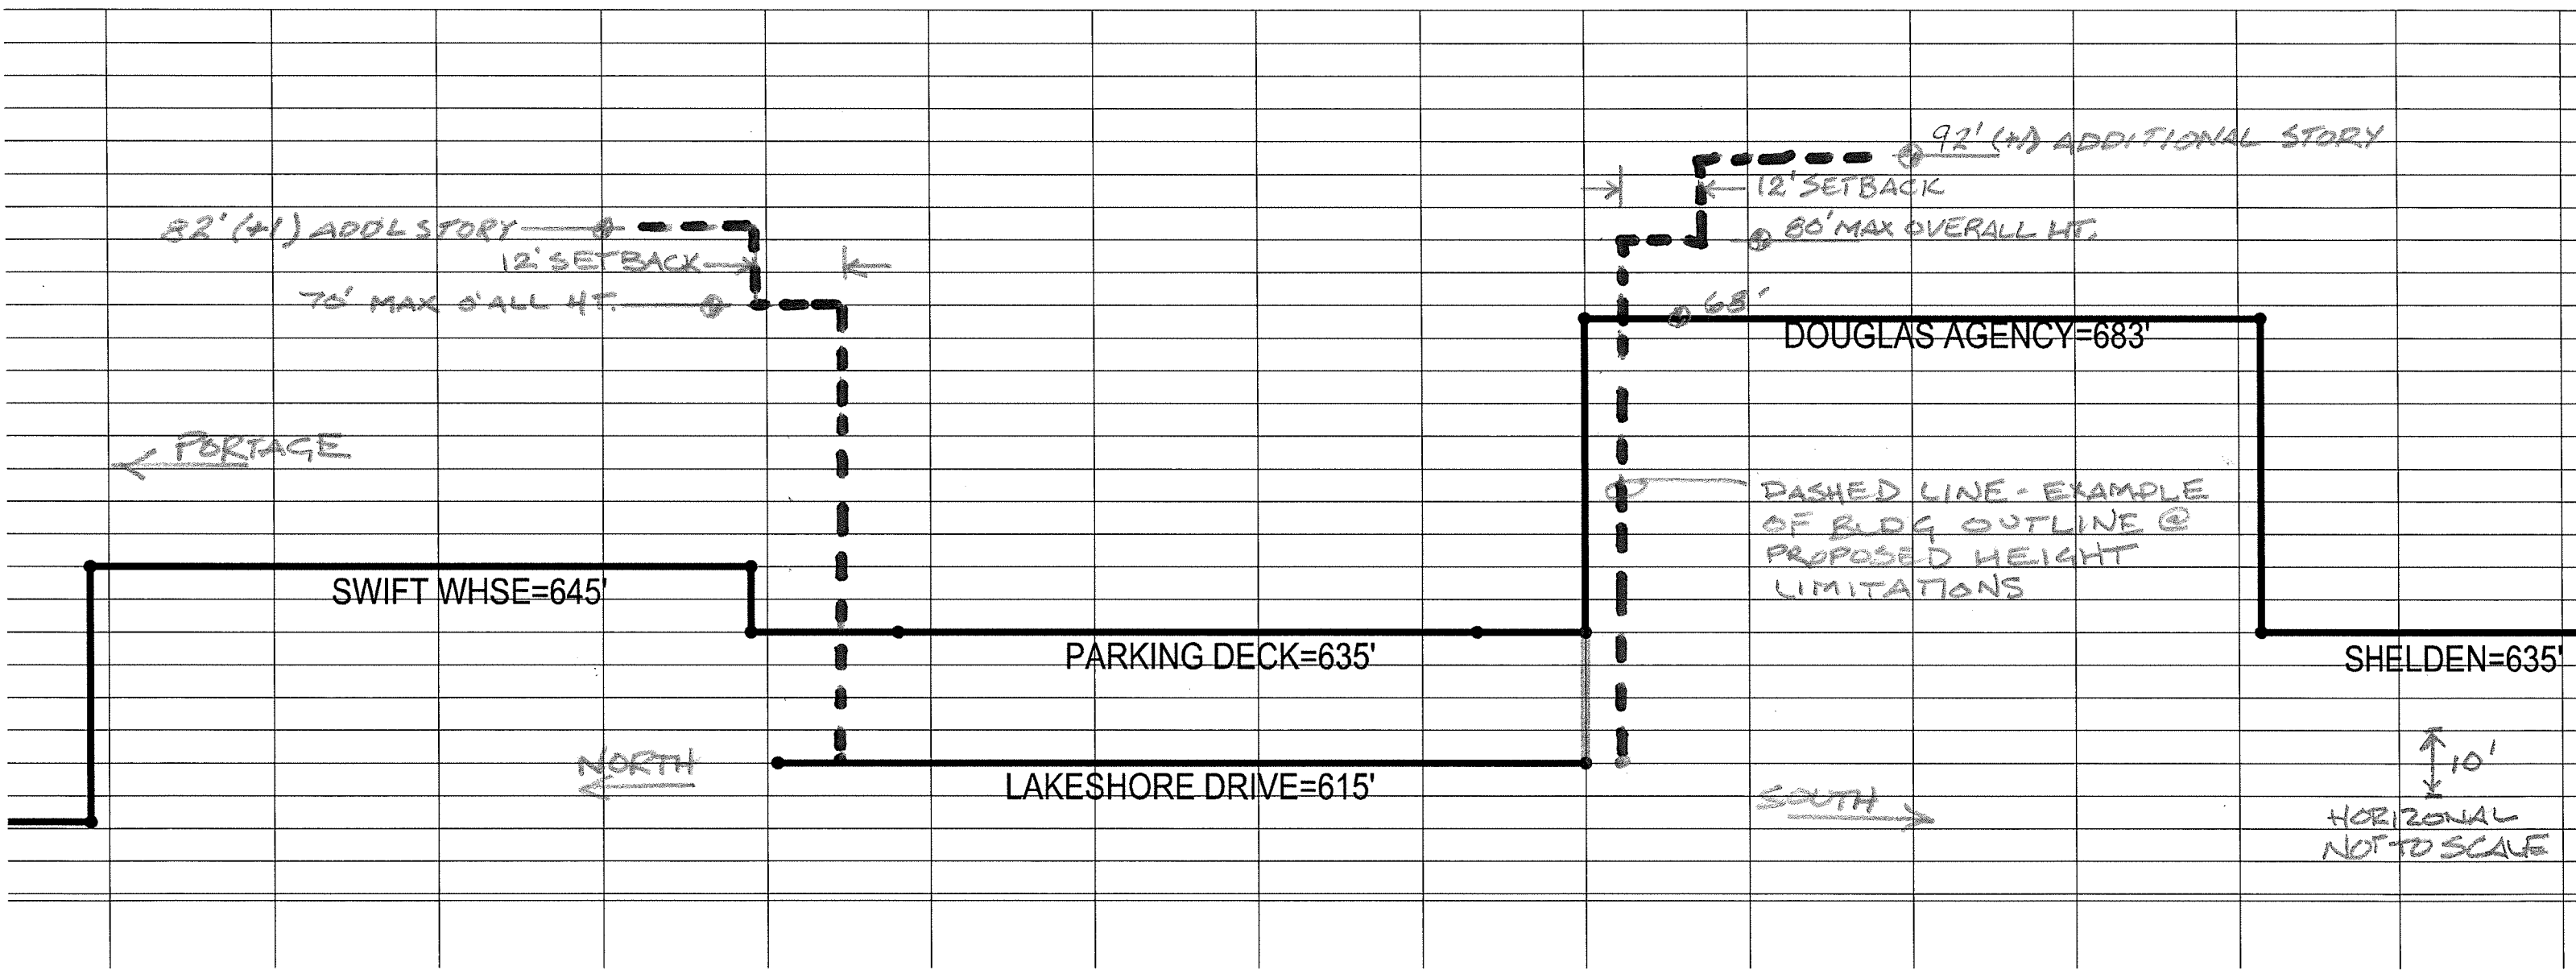 92' (+/-) ADDITIONAL STORY
12' SETBACK
82' (+/-) ADD'L STORY
80' MAX OVERALL HT.
12' SETBACK
70' MAX O'ALL HT.
68'
DOUGLAS AGENCY=683'
PORTAGE
DASHED LINE - EXAMPLE
OF BLDG OUTLINE @
PROPOSED HEIGHT
LIMITATIONS
SWIFT WHSE=645'
PARKING DECK=635'
SHELDEN=635'
NORTH
LAKESHORE DRIVE=615'
SOUTH
10'
HORIZONAL
NOT TO SCALE